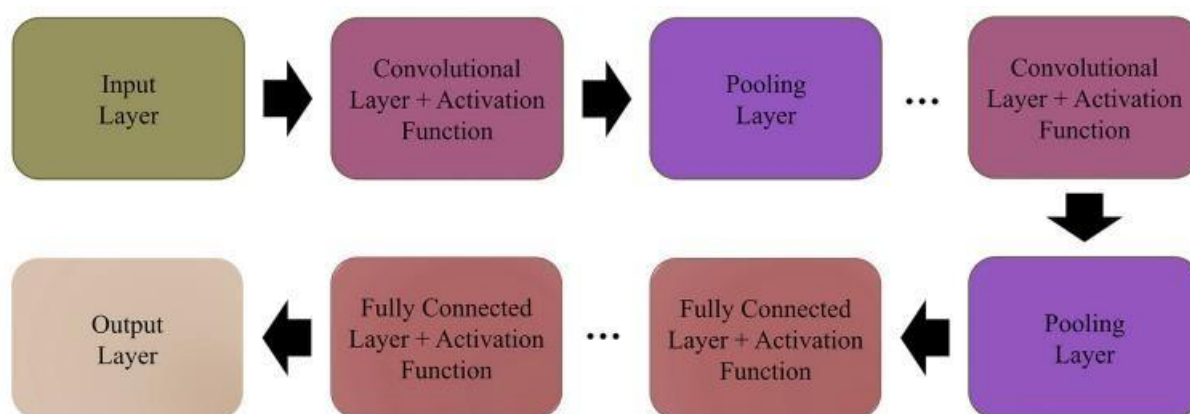 Input
Layer
Convolutional
Layer + Activation
Function
Pooling
Layer
...
Convolutional
Layer + Activation
Function
Pooling
Layer
Fully Connected
Layer + Activation
Function
...
Fully Connected
Layer + Activation
Function
Output
Layer